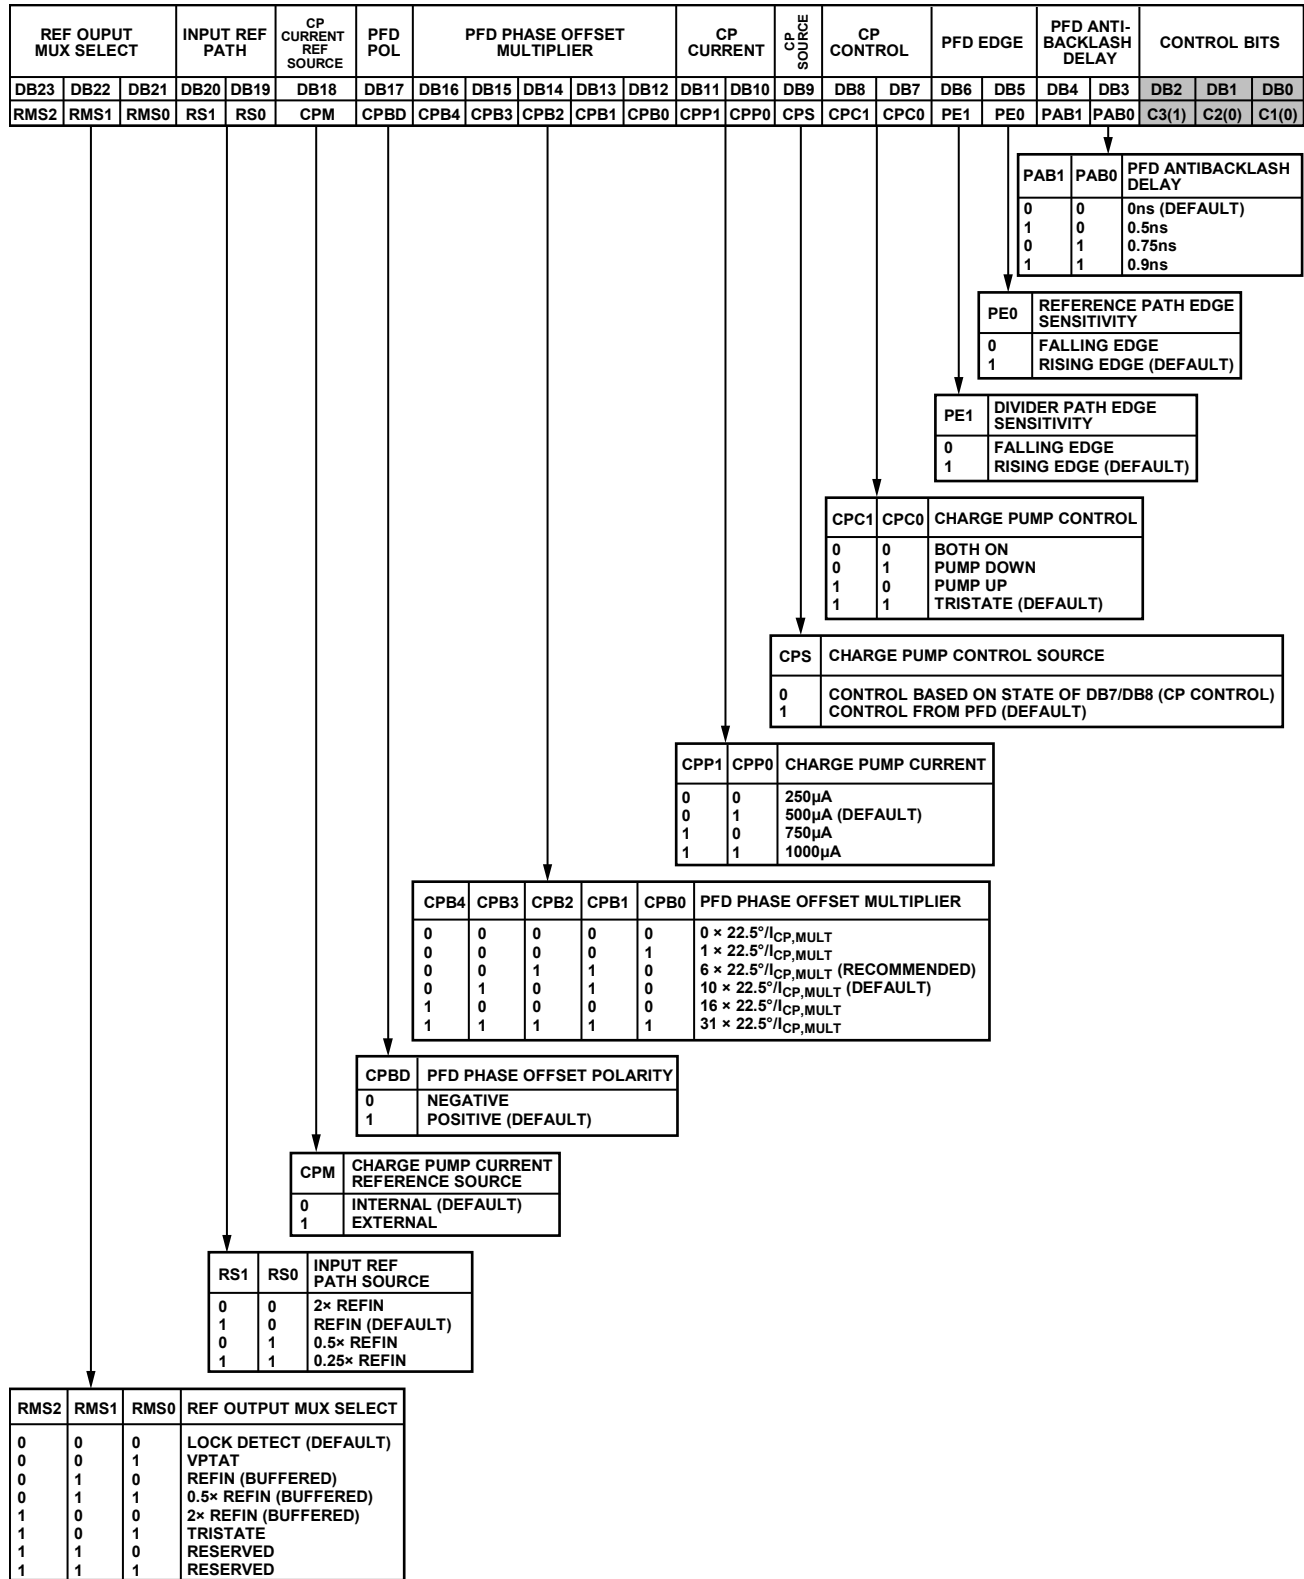 REF OUPUT MUX SELECT | INPUT REF PATH | CP CURRENT REF SOURCE | PFD POL | PFD PHASE OFFSET MULTIPLIER | CP CURRENT | CP SOURCE | CP CONTROL | PFD EDGE | PFD ANTI-BACKLASH DELAY | CONTROL BITS
DB23 DB22 DB21 DB20 DB19 DB18 DB17 DB16 DB15 DB14 DB13 DB12 DB11 DB10 DB9 DB8 DB7 DB6 DB5 DB4 DB3 DB2 DB1 DB0
RMS2 RMS1 RMS0 RS1 RS0 CPM CPBD CPB4 CPB3 CPB2 CPB1 CPB0 CPP1 CPP0 CPS CPC1 CPC0 PE1 PE0 PAB1 PAB0 C3(1) C2(0) C1(0)
PAB1 PAB0 PFD ANTIBACKLASH DELAY
0 0 0ns (DEFAULT)
1 0 0.5ns
0 1 0.75ns
1 1 0.9ns
PE0 REFERENCE PATH EDGE SENSITIVITY
0 FALLING EDGE
1 RISING EDGE (DEFAULT)
PE1 DIVIDER PATH EDGE SENSITIVITY
0 FALLING EDGE
1 RISING EDGE (DEFAULT)
CPC1 CPC0 CHARGE PUMP CONTROL
0 0 BOTH ON
0 1 PUMP DOWN
1 0 PUMP UP
1 1 TRISTATE (DEFAULT)
CPS CHARGE PUMP CONTROL SOURCE
0 CONTROL BASED ON STATE OF DB7/DB8 (CP CONTROL)
1 CONTROL FROM PFD (DEFAULT)
CPP1 CPP0 CHARGE PUMP CURRENT
0 0 250µA
0 1 500µA (DEFAULT)
1 0 750µA
1 1 1000µA
CPB4 CPB3 CPB2 CPB1 CPB0 PFD PHASE OFFSET MULTIPLIER
0 0 0 0 0 0 × 22.5°/ICP,MULT
0 0 0 0 1 1 × 22.5°/ICP,MULT
0 0 1 1 0 6 × 22.5°/ICP,MULT (RECOMMENDED)
0 1 0 1 0 10 × 22.5°/ICP,MULT (DEFAULT)
1 0 0 0 0 16 × 22.5°/ICP,MULT
1 1 1 1 1 31 × 22.5°/ICP,MULT
CPBD PFD PHASE OFFSET POLARITY
0 NEGATIVE
1 POSITIVE (DEFAULT)
CPM CHARGE PUMP CURRENT REFERENCE SOURCE
0 INTERNAL (DEFAULT)
1 EXTERNAL
RS1 RS0 INPUT REF PATH SOURCE
0 0 2× REFIN
1 0 REFIN (DEFAULT)
0 1 0.5× REFIN
1 1 0.25× REFIN
RMS2 RMS1 RMS0 REF OUTPUT MUX SELECT
0 0 0 LOCK DETECT (DEFAULT)
0 0 1 VPTAT
0 1 0 REFIN (BUFFERED)
0 1 1 0.5× REFIN (BUFFERED)
1 0 0 2× REFIN (BUFFERED)
1 0 1 TRISTATE
1 1 0 RESERVED
1 1 1 RESERVED